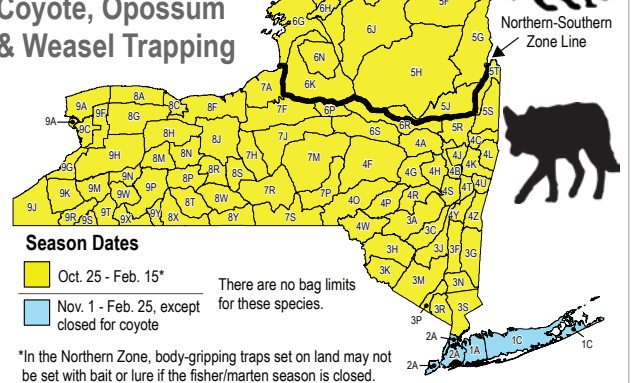 Coyote, Opossum
& Weasel Trapping
Northern-Southern
Zone Line
6H
6G
6J
5F
5G
6N
5H
6K
5T
7A
5J
7F
6P
5S
6R
5R
6S
9A
8A
8C
8F
9A
9F
8G
9C
4A
4C
8H
8J
7J
4J
4L
9G
9H
8M
8N
7H
7M
4F
4G
4H
4B
4K
9N
8P
8R
8S
9K
9M
9W
9P
7R
7P
4R
4S
4T
4U
8T
8W
4O
4P
9J
9R
9S
9T
9X
9Y
8X
8Y
7S
4W
3A
4Y
4Z
3C
3H
3J
3F
3G
3K
3M
3N
3P
3R
3S
2A
2A
2A
1A
1C
1C
Season Dates
Oct. 25 - Feb. 15*
Nov. 1 - Feb. 25, except
closed for coyote
There are no bag limits
for these species.
*In the Northern Zone, body-gripping traps set on land may not
be set with bait or lure if the fisher/marten season is closed.